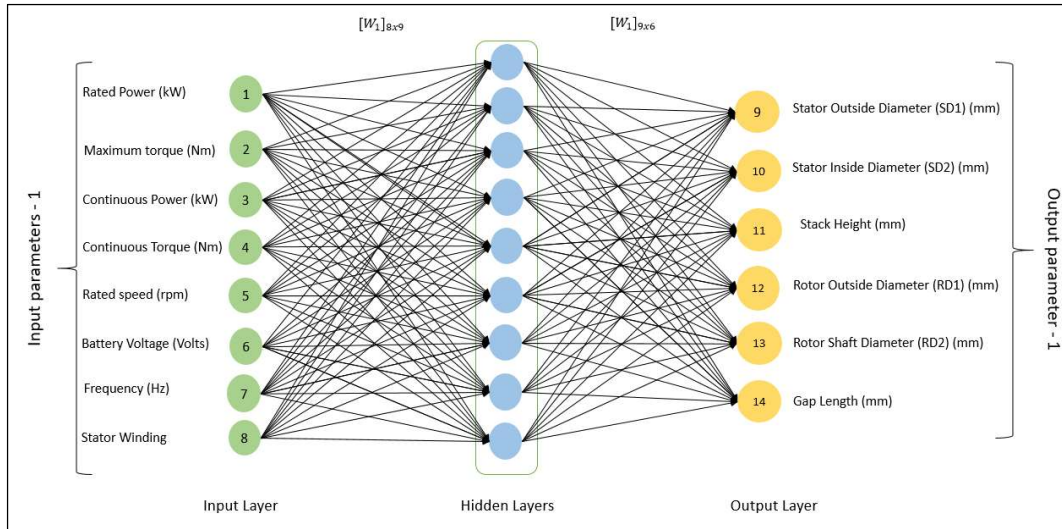 [W₁]₈ₓ₉
[W₁]₉ₓ₆
Input parameters - 1
Rated Power (kW)
Maximum torque (Nm)
Continuous Power (kW)
Continuous Torque (Nm)
Rated speed (rpm)
Battery Voltage (Volts)
Frequency (Hz)
Stator Winding
1
2
3
4
5
6
7
8
9
10
11
12
13
14
Stator Outside Diameter (SD1) (mm)
Stator Inside Diameter (SD2) (mm)
Stack Height (mm)
Rotor Outside Diameter (RD1) (mm)
Rotor Shaft Diameter (RD2) (mm)
Gap Length (mm)
Output parameter - 1
Input Layer
Hidden Layers
Output Layer